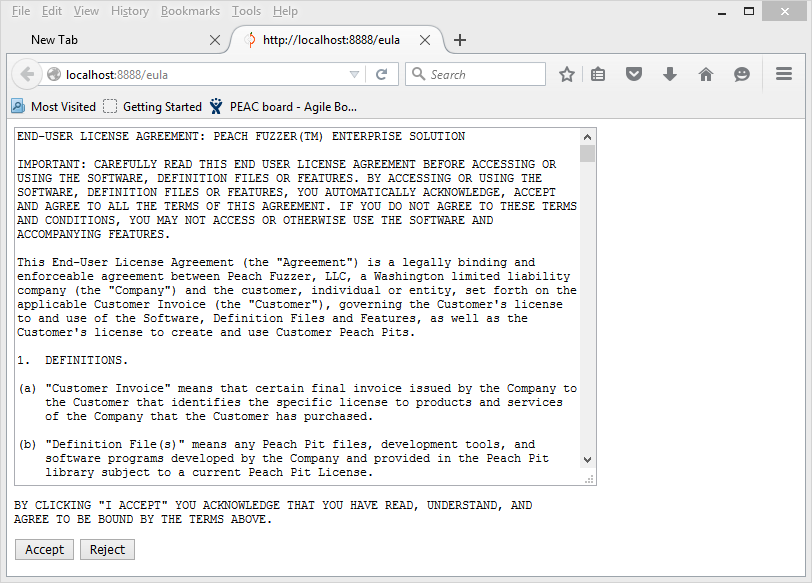 File Edit View History Bookmarks Tools Help
New Tab
http://localhost:8888/eula
localhost:8888/eula
Search
Most Visited
Getting Started
PEAC board - Agile Bo...
END-USER LICENSE AGREEMENT: PEACH FUZZER(TM) ENTERPRISE SOLUTION
IMPORTANT: CAREFULLY READ THIS END USER LICENSE AGREEMENT BEFORE ACCESSING OR
USING THE SOFTWARE, DEFINITION FILES OR FEATURES. BY ACCESSING OR USING THE
SOFTWARE, DEFINITION FILES OR FEATURES, YOU AUTOMATICALLY ACKNOWLEDGE, ACCEPT
AND AGREE TO ALL THE TERMS OF THIS AGREEMENT. IF YOU DO NOT AGREE TO THESE TERMS
AND CONDITIONS, YOU MAY NOT ACCESS OR OTHERWISE USE THE SOFTWARE AND
ACCOMPANYING FEATURES.
This End-User License Agreement (the "Agreement") is a legally binding and
enforceable agreement between Peach Fuzzer, LLC, a Washington limited liability
company (the "Company") and the customer, individual or entity, set forth on the
applicable Customer Invoice (the "Customer"), governing the Customer's license
to and use of the Software, Definition Files and Features, as well as the
Customer's license to create and use Customer Peach Pits.
1. DEFINITIONS.
(a) "Customer Invoice" means that certain final invoice issued by the Company to
the Customer that identifies the specific license to products and services
of the Company that the Customer has purchased.
(b) "Definition File(s)" means any Peach Pit files, development tools, and
software programs developed by the Company and provided in the Peach Pit
library subject to a current Peach Pit License.
BY CLICKING "I ACCEPT" YOU ACKNOWLEDGE THAT YOU HAVE READ, UNDERSTAND, AND
AGREE TO BE BOUND BY THE TERMS ABOVE.
Accept
Reject